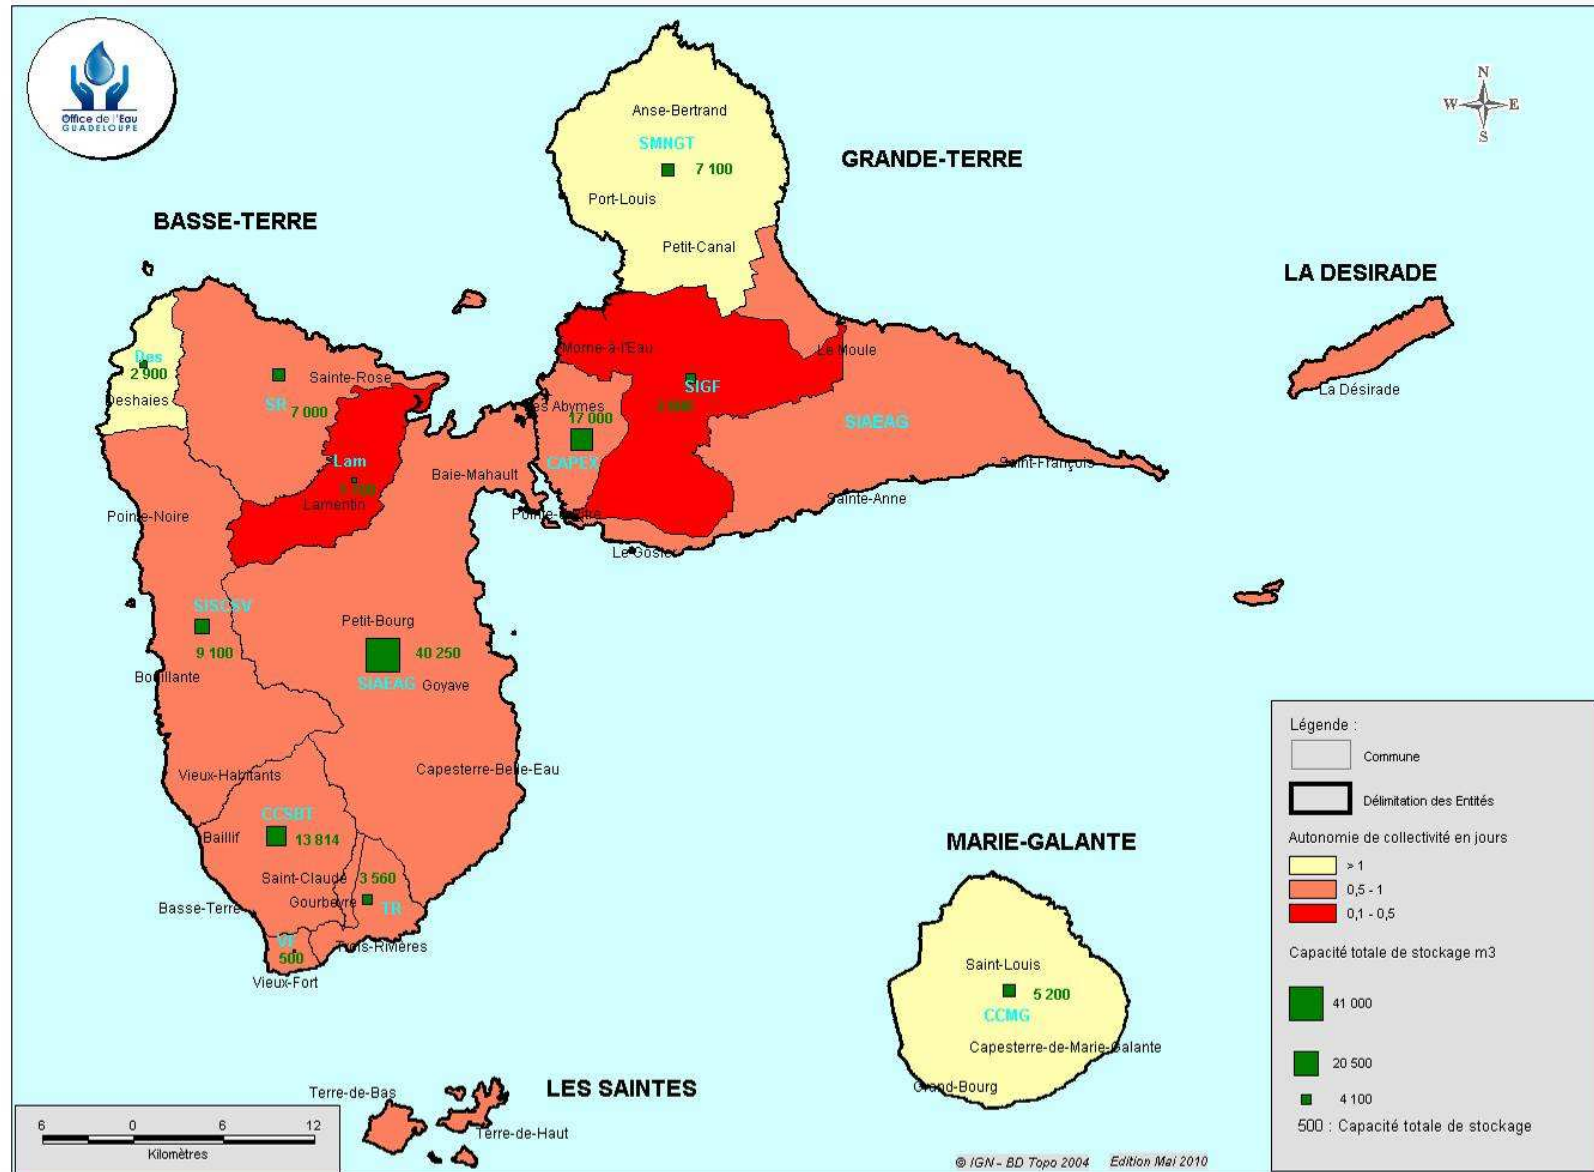 Office de l'Eau
GUADELOUPE
N
W
E
S
Anse-Bertrand
SMNGT
7 100
GRANDE-TERRE
Port-Louis
BASSE-TERRE
Petit-Canal
LA DESIRADE
Des
2 900
Deshaies
Sainte-Rose
SR
7 000
Morne-à-l'Eau
Le Moule
SIGF
La Désirade
Les Abymes
17 000
CAPEX
SIAEAG
Lam
Lamentin
Baie-Mahault
Saint-François
Sainte-Anne
Pointe-Noire
Le Gosier
SISCSV
9 100
Petit-Bourg
40 250
SIAEAG
Goyave
Bouillante
Vieux-Habitants
Capesterre-Belle-Eau
CCSBT
13 814
Baillif
Saint-Claude
3 560
Gourbeyre
TR
Basse-Terre
VF
500
Trois-Rivières
Vieux-Fort
MARIE-GALANTE
Saint-Louis
5 200
CCMG
Capesterre-de-Marie-Galante
Grand-Bourg
LES SAINTES
Terre-de-Bas
Terre-de-Haut
Légende :
Commune
Délimitation des Entités
Autonomie de collectivité en jours
> 1
0,5 - 1
0,1 - 0,5
Capacité totale de stockage m3
41 000
20 500
4 100
500 : Capacité totale de stockage
6 0 6 12
Kilomètres
© IGN - BD Topo 2004 Edition Mai 2010